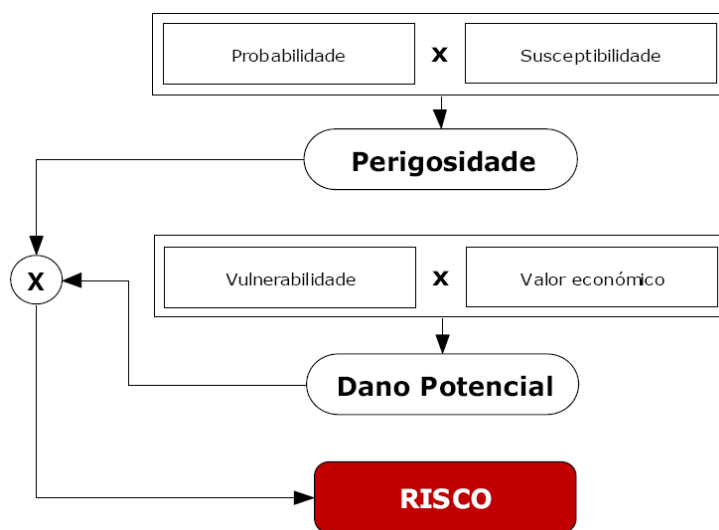 Probabilidade x Susceptibilidade
Perigosidade
Vulnerabilidade x Valor económico
X
Dano Potencial
RISCO